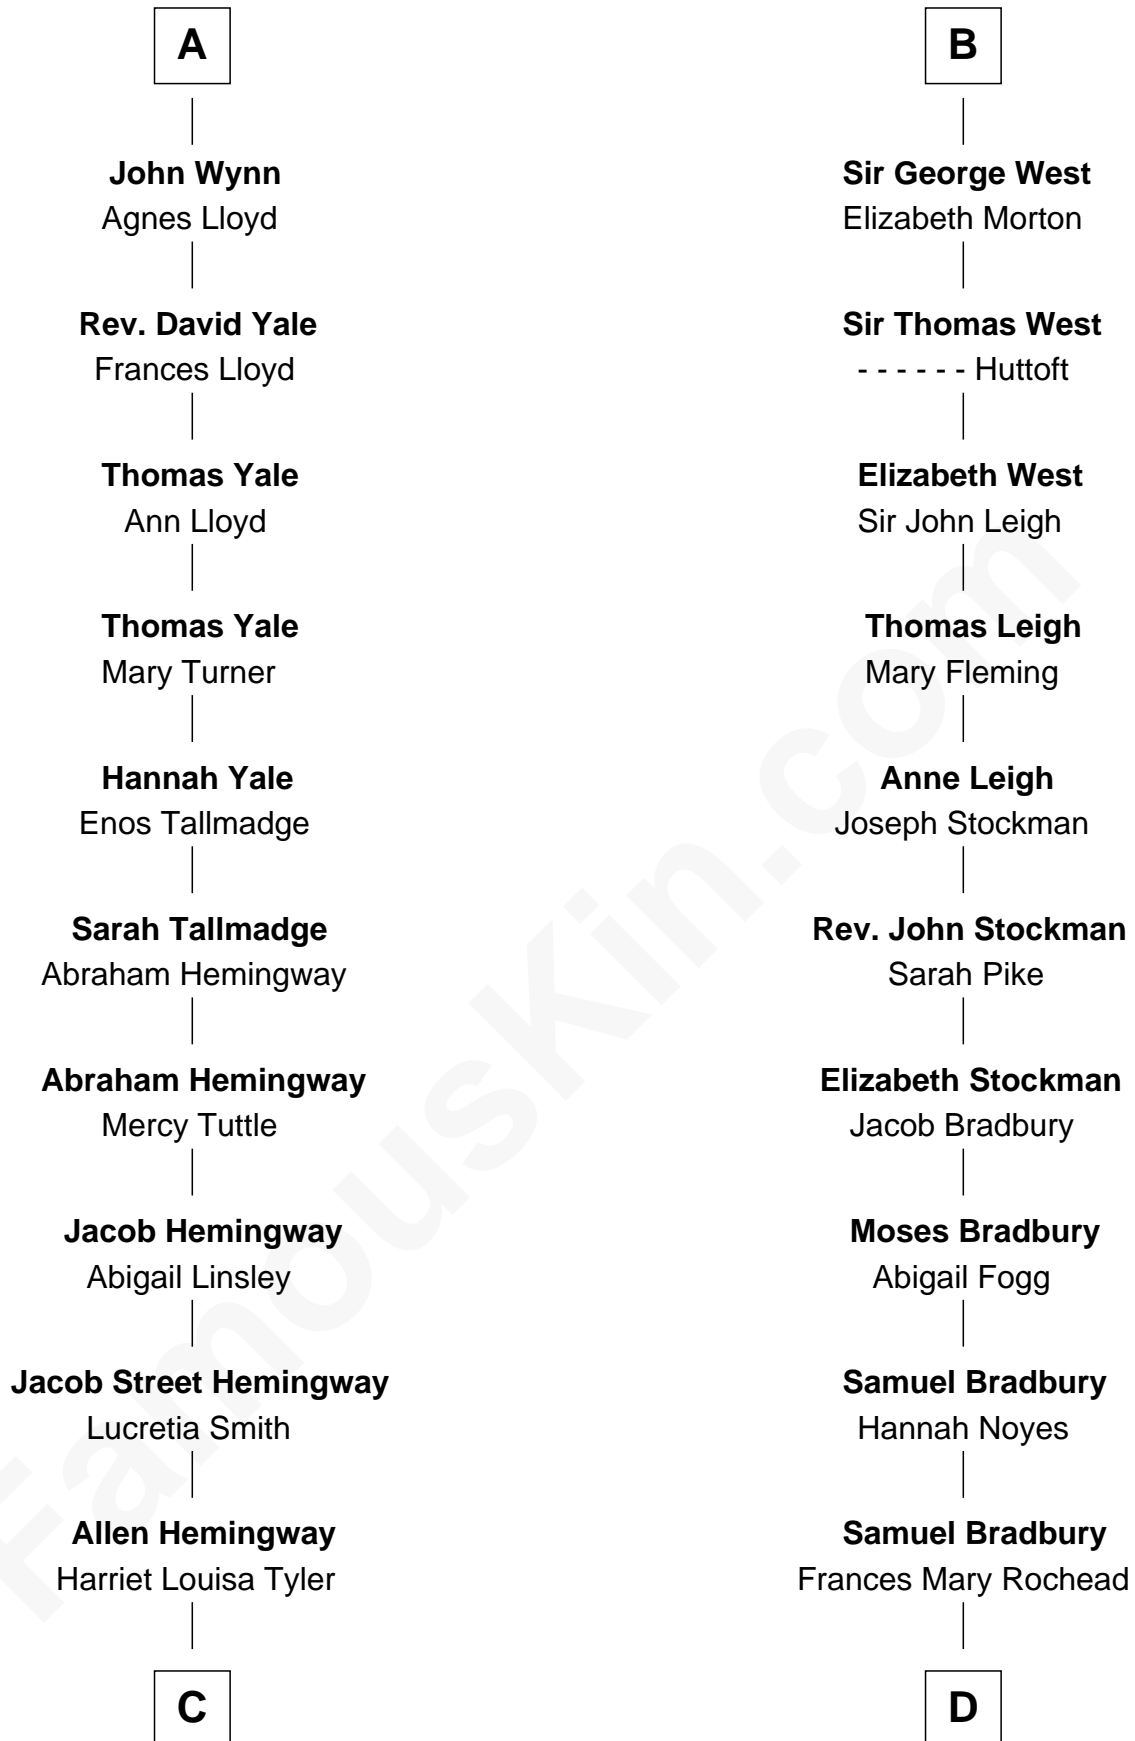 A
John Wynn
Agnes Lloyd
Rev. David Yale
Frances Lloyd
Thomas Yale
Ann Lloyd
Thomas Yale
Mary Turner
Hannah Yale
Enos Tallmadge
Sarah Tallmadge
Abraham Hemingway
Abraham Hemingway
Mercy Tuttle
Jacob Hemingway
Abigail Linsley
Jacob Street Hemingway
Lucretia Smith
Allen Hemingway
Harriet Louisa Tyler
C
B
Sir George West
Elizabeth Morton
Sir Thomas West
- - - - - - Huttoft
Elizabeth West
Sir John Leigh
Thomas Leigh
Mary Fleming
Anne Leigh
Joseph Stockman
Rev. John Stockman
Sarah Pike
Elizabeth Stockman
Jacob Bradbury
Moses Bradbury
Abigail Fogg
Samuel Bradbury
Hannah Noyes
Samuel Bradbury
Frances Mary Rochead
D
FamousKin.com